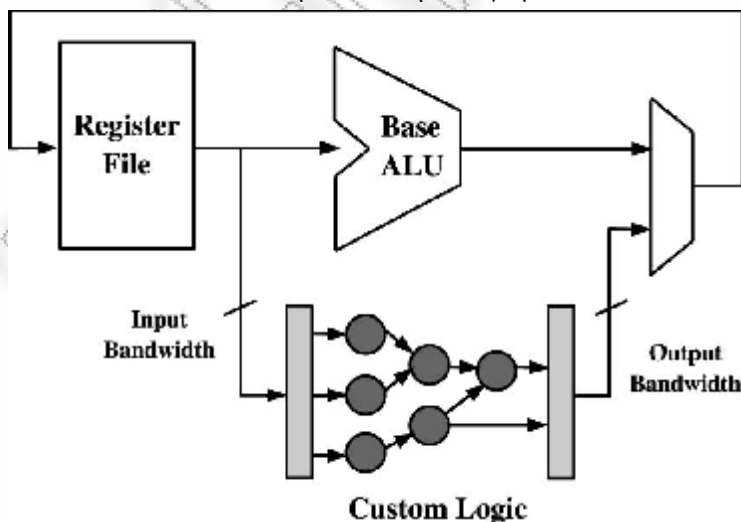 Register
File
Base
ALU
Input
Bandwidth
Output
Bandwidth
Custom Logic